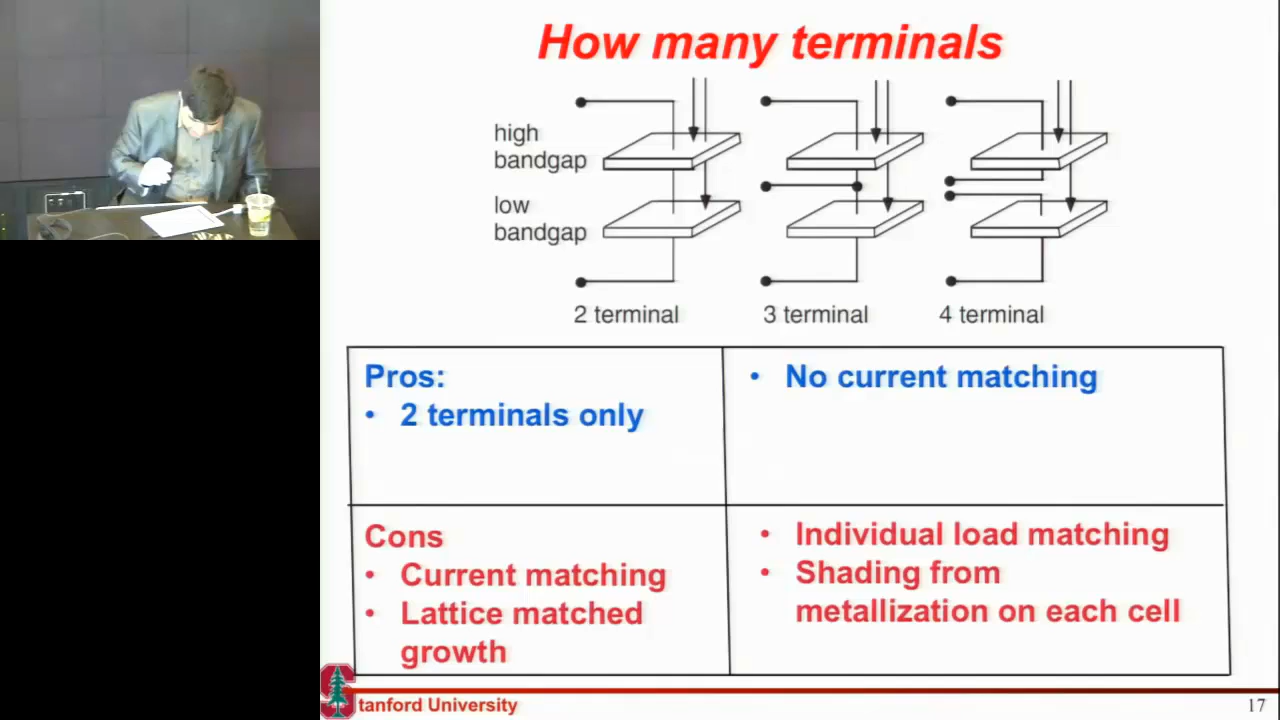 How many terminals
high
bandgap
low
bandgap
2 terminal
3 terminal
4 terminal
Pros:
• 2 terminals only
• No current matching
Cons
• Current matching
• Lattice matched
growth
• Individual load matching
• Shading from
metallization on each cell
Stanford University
17